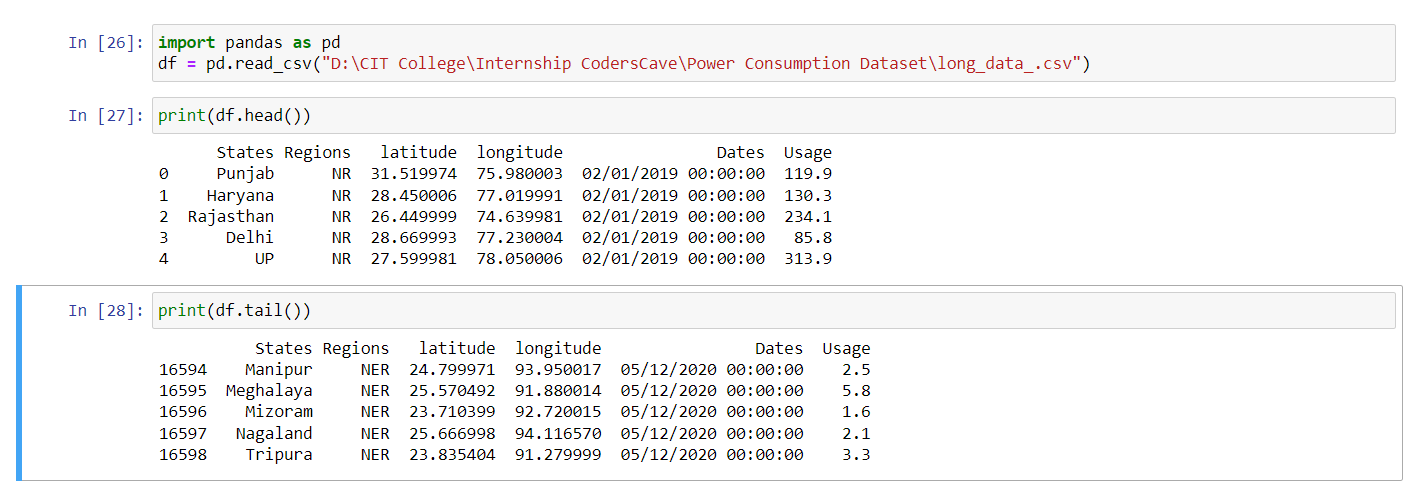 In [26]: import pandas as pd
df = pd.read_csv("D:\CIT College\Internship CodersCave\Power Consumption Dataset\long_data_.csv")
In [27]: print(df.head())
States Regions latitude longitude Dates Usage
0 Punjab NR 31.519974 75.980003 02/01/2019 00:00:00 119.9
1 Haryana NR 28.450006 77.019991 02/01/2019 00:00:00 130.3
2 Rajasthan NR 26.449999 74.639981 02/01/2019 00:00:00 234.1
3 Delhi NR 28.669993 77.230004 02/01/2019 00:00:00 85.8
4 UP NR 27.599981 78.050006 02/01/2019 00:00:00 313.9
In [28]: print(df.tail())
States Regions latitude longitude Dates Usage
16594 Manipur NER 24.799971 93.950017 05/12/2020 00:00:00 2.5
16595 Meghalaya NER 25.570492 91.880014 05/12/2020 00:00:00 5.8
16596 Mizoram NER 23.710399 92.720015 05/12/2020 00:00:00 1.6
16597 Nagaland NER 25.666998 94.116570 05/12/2020 00:00:00 2.1
16598 Tripura NER 23.835404 91.279999 05/12/2020 00:00:00 3.3